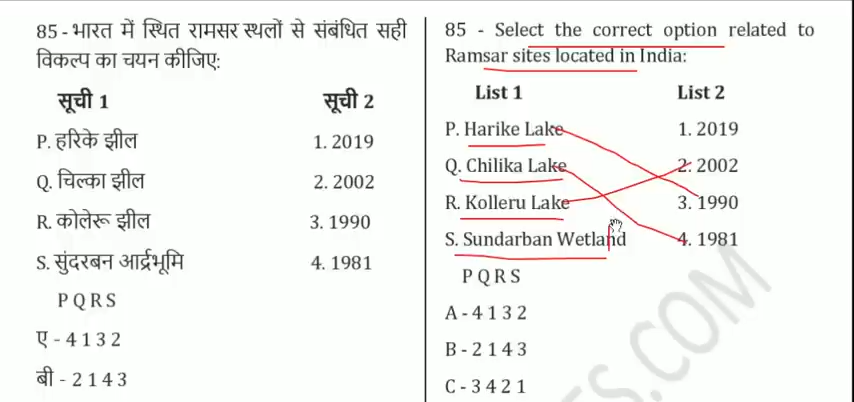 85 - भारत में स्थित रामसर स्थलों से संबंधित सही
विकल्प का चयन कीजिए:
सूची 1 सूची 2
P. हरिके झील 1. 2019
Q. चिल्का झील 2. 2002
R. कोलेरू झील 3. 1990
S. सुंदरबन आर्द्रभूमि 4. 1981
P Q R S
ए - 4 1 3 2
बी - 2 1 4 3
85 - Select the correct option related to
Ramsar sites located in India:
List 1 List 2
P. Harike Lake 1. 2019
Q. Chilika Lake 2. 2002
R. Kolleru Lake 3. 1990
S. Sundarban Wetland 4. 1981
P Q R S
A - 4 1 3 2
B - 2 1 4 3
C - 3 4 2 1